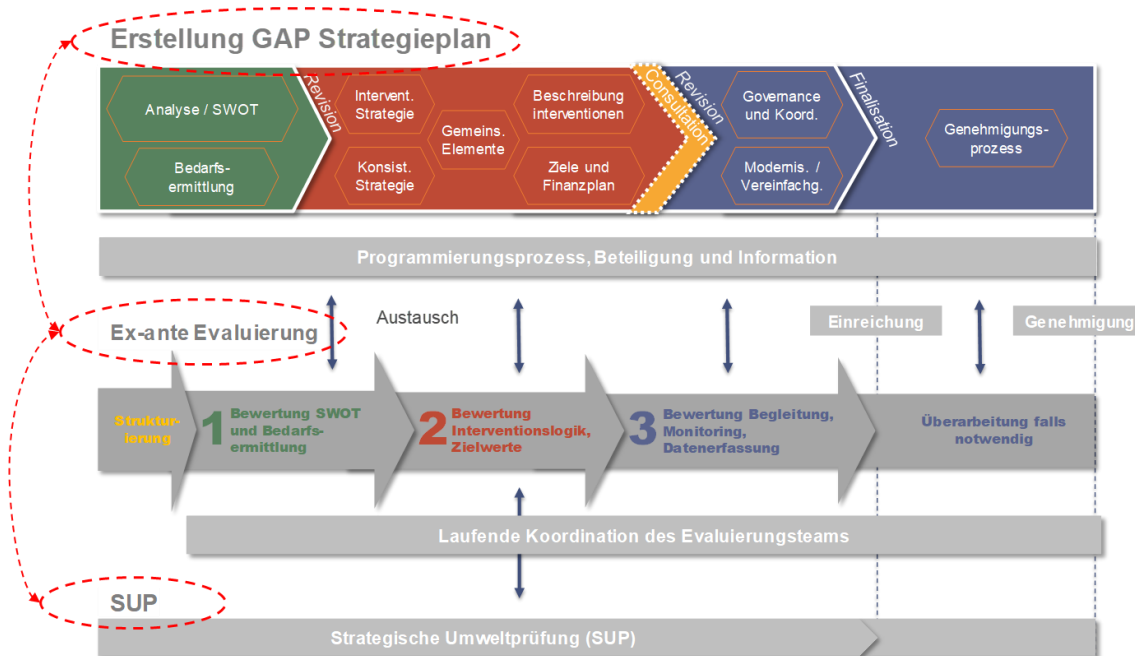 Erstellung GAP Strategieplan
Analyse / SWOT
Bedarfs-
ermittlung
Revision
Intervent.
Strategie
Konsist.
Strategie
Gemeins.
Elemente
Beschreibung
interventionen
Ziele und
Finanzplan
Consultation
Revision
Governance
und Koord.
Modernis. /
Vereinfachg.
Finalisation
Genehmigungs-
prozess
Programmierungsprozess, Beteiligung und Information
Austausch
Einreichung
Genehmigung
Ex-ante Evaluierung
Struktur-
ierung
1
Bewertung SWOT
und Bedarfs-
ermittlung
2
Bewertung
Interventionslogik,
Zielwerte
3
Bewertung Begleitung,
Monitoring,
Datenerfassung
Überarbeitung falls
notwendig
Laufende Koordination des Evaluierungsteams
SUP
Strategische Umweltprüfung (SUP)